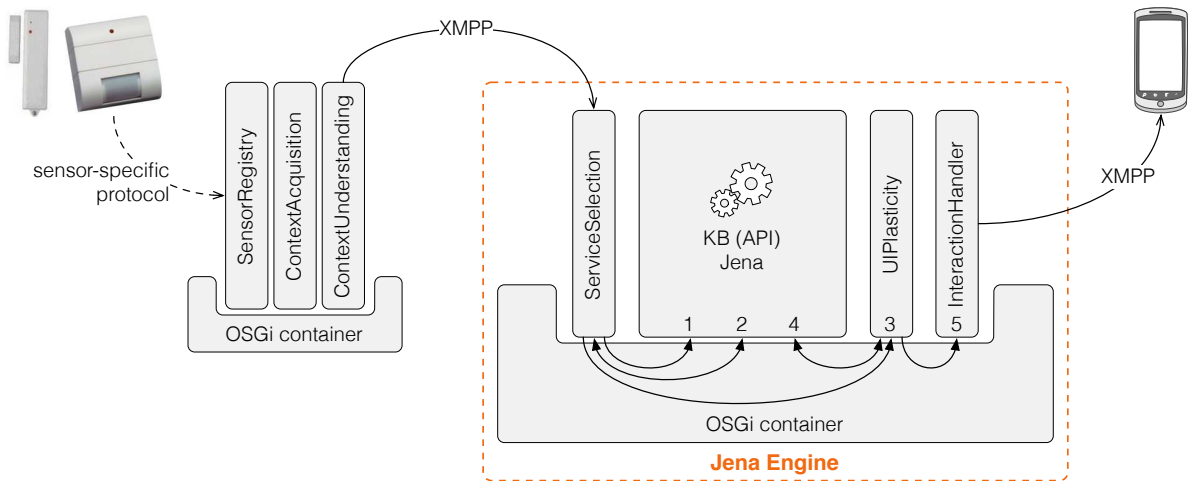 XMPP
sensor-specific
protocol
SensorRegistry
ContextAcquisition
ContextUnderstanding
OSGi container
ServiceSelection
KB (API)
Jena
1
2
4
UIPlasticity
3
InteractionHandler
5
XMPP
OSGi container
Jena Engine